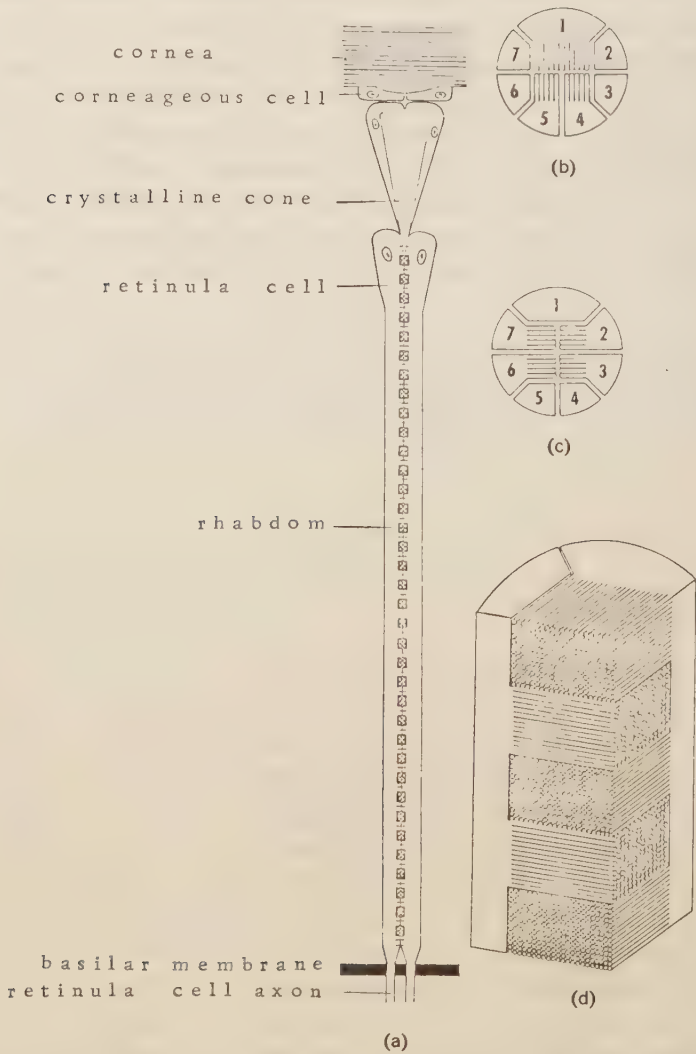 cornea
corneageous cell
crystalline cone
retinula cell
rhabdom
basilar membrane
retinula cell axon
(a)
1
7 2
6 3
5 4
(b)
1
7 2
6 3
5 4
(c)
(d)